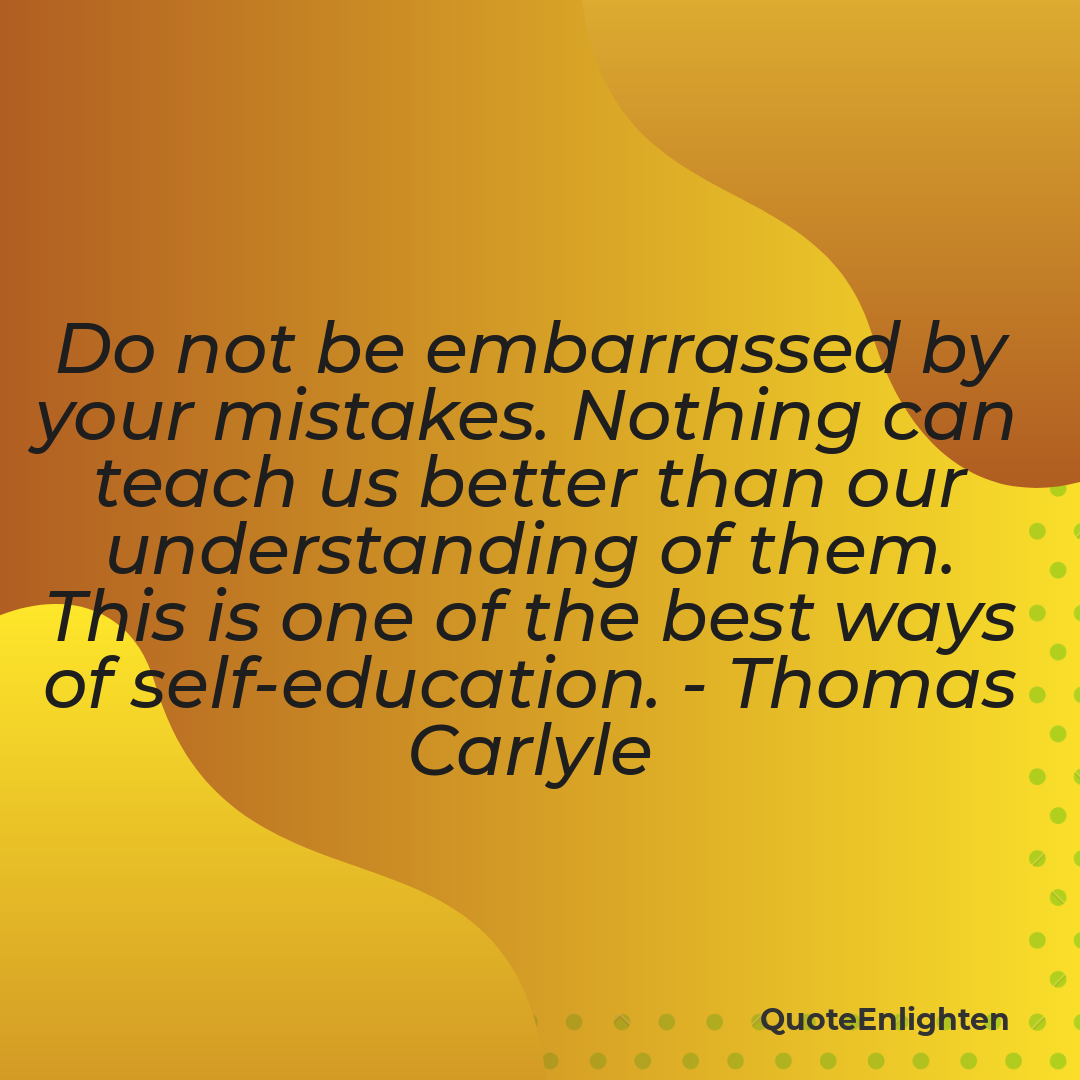 Do not be embarrassed by
your mistakes. Nothing can
teach us better than our
understanding of them.
This is one of the best ways
of self-education. - Thomas
Carlyle
QuoteEnlighten